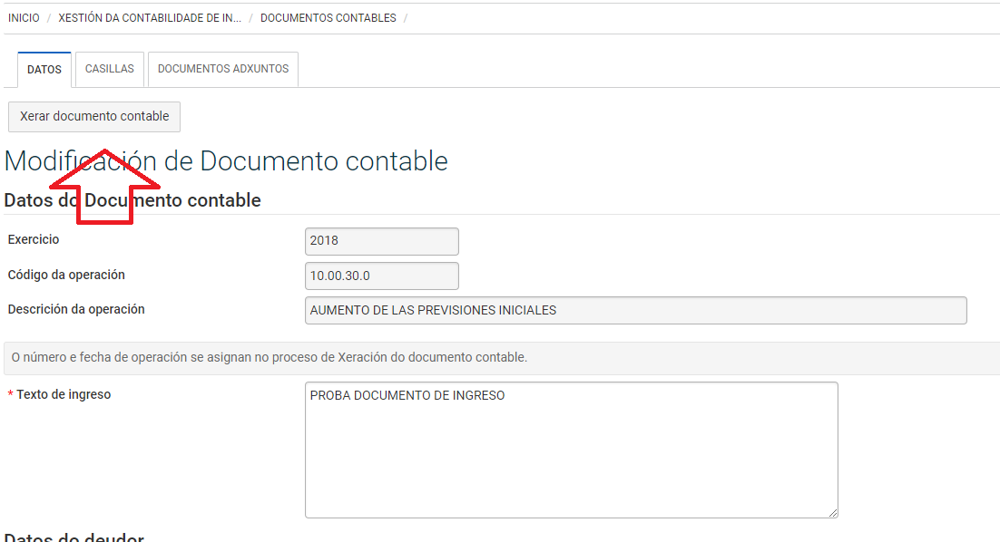 INICIO / XESTIÓN DA CONTABILIDADE DE IN... / DOCUMENTOS CONTABLES /
DATOS CASILLAS DOCUMENTOS ADXUNTOS
Xerar documento contable
Modificación de Documento contable
Datos do Documento contable
Exercicio 2018
Código da operación 10.00.30.0
Descrición da operación AUMENTO DE LAS PREVISIONES INICIALES
O número e fecha de operación se asignan no proceso de Xeración do documento contable.
* Texto de ingreso PROBA DOCUMENTO DE INGRESO
Datos do deudor